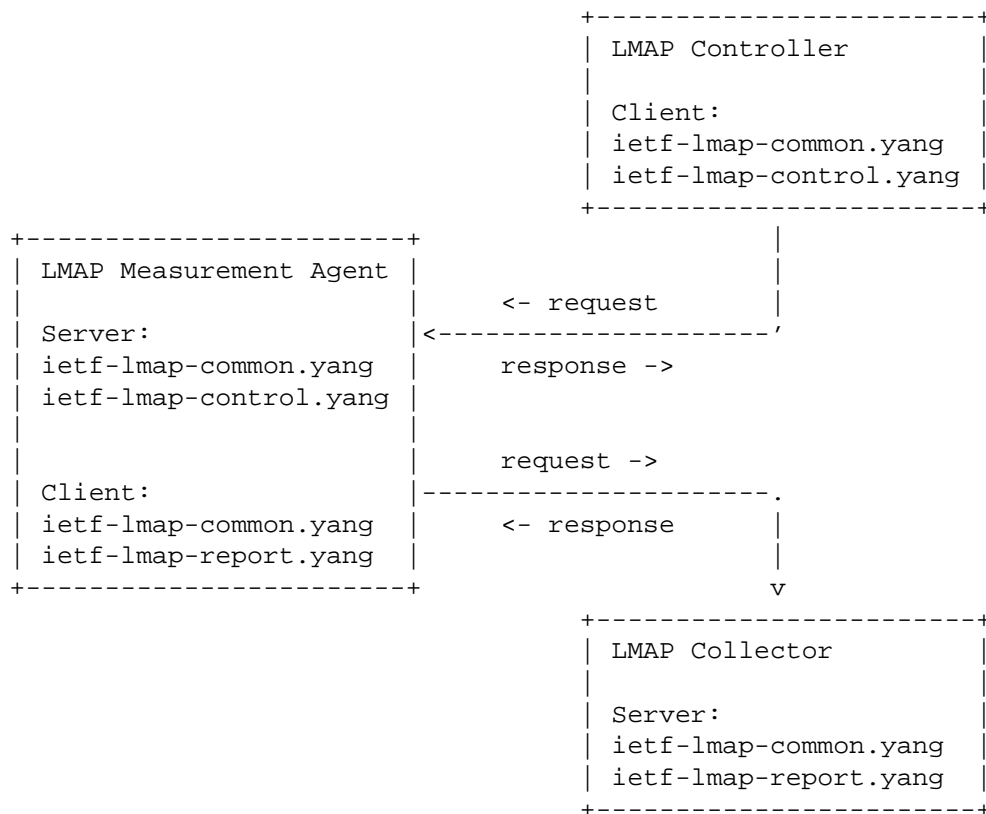 LMAP Controller
Client:
ietf-lmap-common.yang
ietf-lmap-control.yang
LMAP Measurement Agent
<- request
Server:
ietf-lmap-common.yang
response ->
ietf-lmap-control.yang
request ->
Client:
ietf-lmap-common.yang
<- response
ietf-lmap-report.yang
LMAP Collector
Server:
ietf-lmap-common.yang
ietf-lmap-report.yang